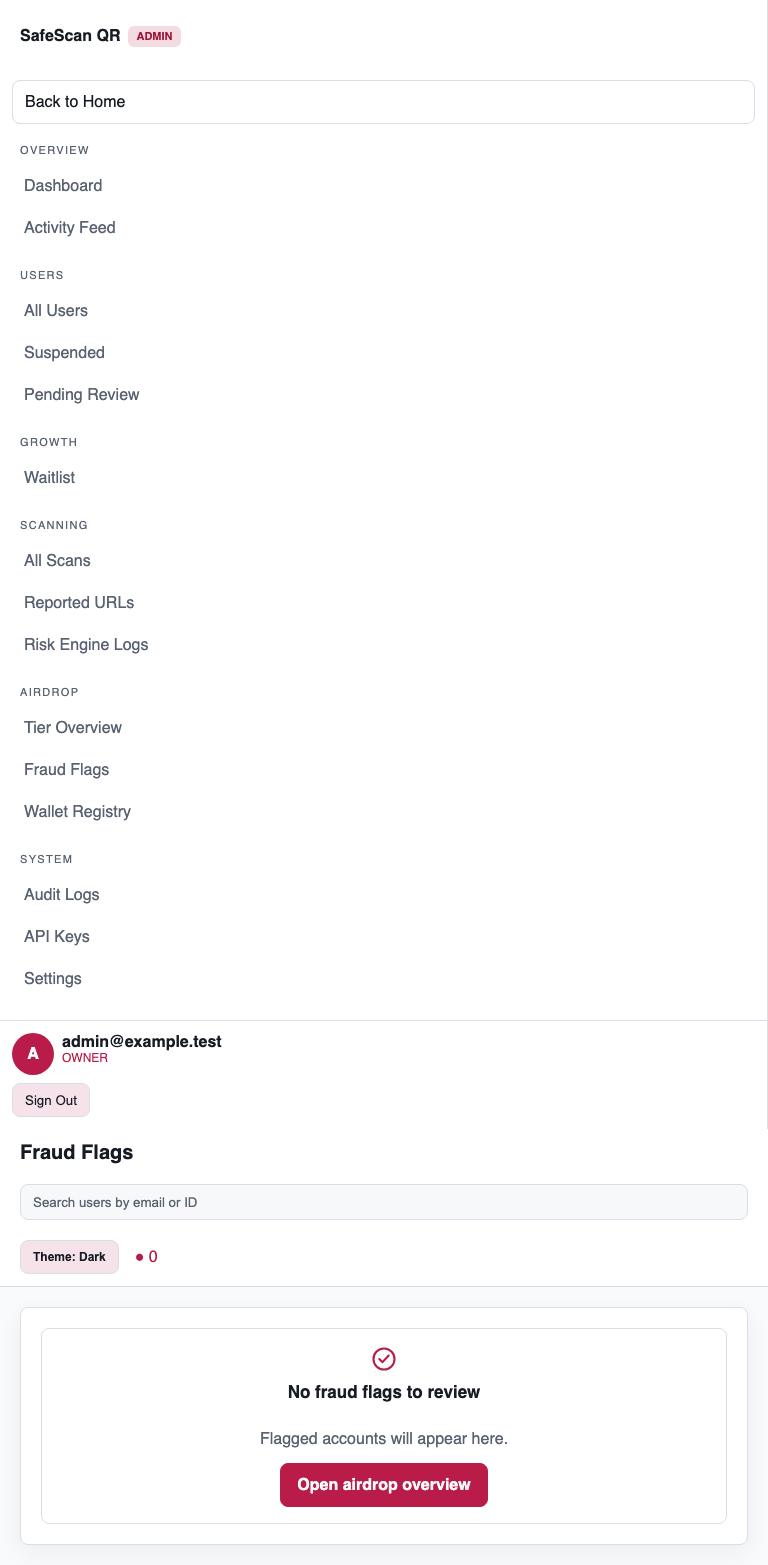 SafeScan QR ADMIN
Back to Home
OVERVIEW
Dashboard
Activity Feed
USERS
All Users
Suspended
Pending Review
GROWTH
Waitlist
SCANNING
All Scans
Reported URLs
Risk Engine Logs
AIRDROP
Tier Overview
Fraud Flags
Wallet Registry
SYSTEM
Audit Logs
API Keys
Settings
A
admin@example.test
OWNER
Sign Out
Fraud Flags
Search users by email or ID
Theme: Dark
0
No fraud flags to review
Flagged accounts will appear here.
Open airdrop overview